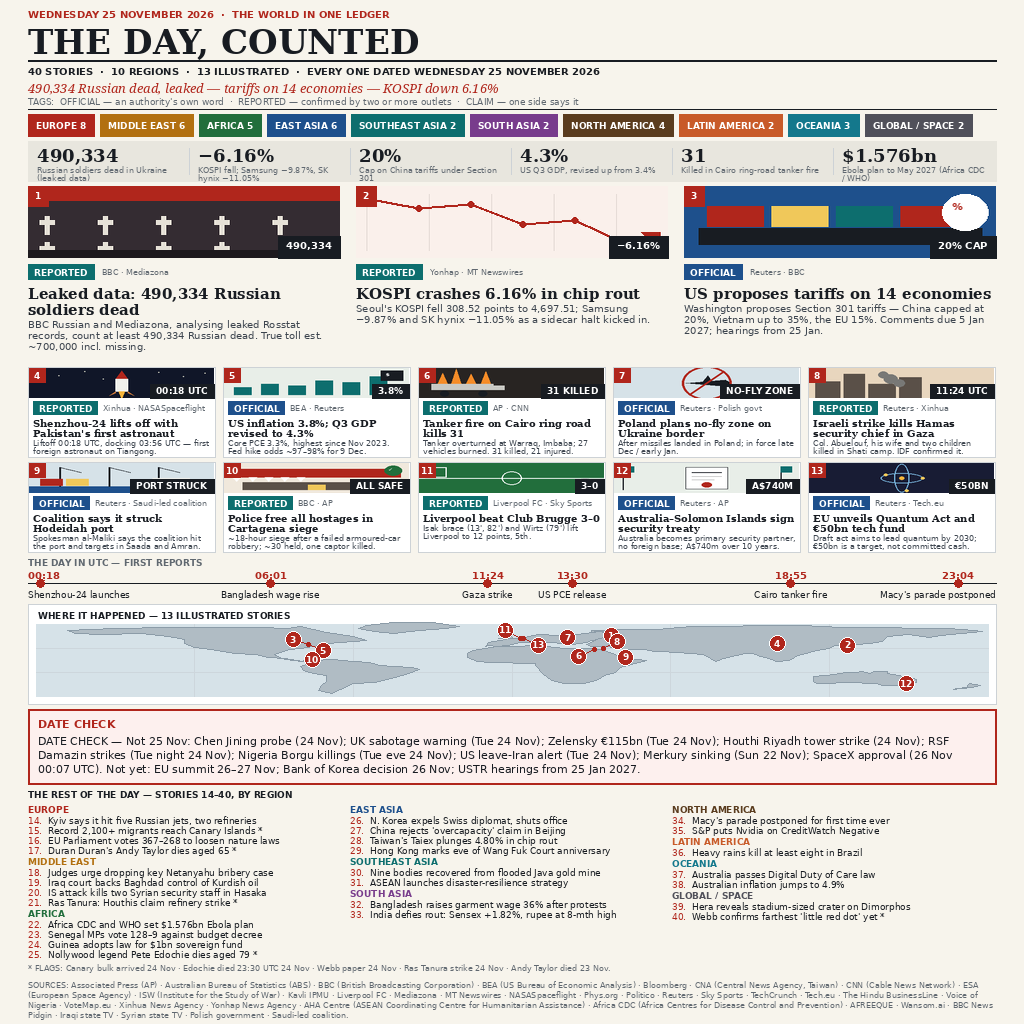 WEDNESDAY 25 NOVEMBER 2026 · THE WORLD IN ONE LEDGER
THE DAY, COUNTED
40 STORIES · 10 REGIONS · 13 ILLUSTRATED · EVERY ONE DATED WEDNESDAY 25 NOVEMBER 2026
490,334 Russian dead, leaked — tariffs on 14 economies — KOSPI down 6.16%
TAGS: OFFICIAL — an authority's own word · REPORTED — confirmed by two or more outlets · CLAIM — one side says it
EUROPE 8
MIDDLE EAST 6
AFRICA 5
EAST ASIA 6
SOUTHEAST ASIA 2
SOUTH ASIA 2
NORTH AMERICA 4
LATIN AMERICA 2
OCEANIA 3
GLOBAL / SPACE 2
490,334
Russian soldiers dead in Ukraine
(leaked data)
−6.16%
KOSPI fall; Samsung −9.87%, SK
hynix −11.05%
20%
Cap on China tariffs under Section
301
4.3%
US Q3 GDP, revised up from 3.4%
31
Killed in Cairo ring-road tanker fire
$1.576bn
Ebola plan to May 2027 (Africa CDC
/ WHO)
1
490,334
REPORTED
BBC · Mediazona
Leaked data: 490,334 Russian
soldiers dead
BBC Russian and Mediazona, analysing leaked Rosstat
records, count at least 490,334 Russian dead. True toll est.
~700,000 incl. missing.
2
−6.16%
REPORTED
Yonhap · MT Newswires
KOSPI crashes 6.16% in chip rout
Seoul's KOSPI fell 308.52 points to 4,697.51; Samsung
−9.87% and SK hynix −11.05% as a sidecar halt kicked in.
3
%
20% CAP
OFFICIAL
Reuters · BBC
US proposes tariffs on 14 economies
Washington proposes Section 301 tariffs — China capped at
20%, Vietnam up to 35%, the EU 15%. Comments due 5 Jan
2027; hearings from 25 Jan.
4
00:18 UTC
REPORTED
Xinhua · NASASpaceflight
Shenzhou-24 lifts off with
Pakistan's first astronaut
Liftoff 00:18 UTC, docking 03:56 UTC — first
foreign astronaut on Tiangong.
5
3.8%
OFFICIAL
BEA · Reuters
US inflation 3.8%; Q3 GDP
revised to 4.3%
Core PCE 3.3%, highest since Nov 2023.
Fed hike odds ~97–98% for 9 Dec.
6
31 KILLED
REPORTED
AP · CNN
Tanker fire on Cairo ring road
kills 31
Tanker overturned at Warraq, Imbaba; 27
vehicles burned. 31 killed, 21 injured.
7
NO-FLY ZONE
OFFICIAL
Reuters · Polish govt
Poland plans no-fly zone on
Ukraine border
After missiles landed in Poland; in force late
Dec / early Jan.
8
11:24 UTC
REPORTED
Reuters · Xinhua
Israeli strike kills Hamas
security chief in Gaza
Col. Abuelouf, his wife and two children
killed in Shati camp. IDF confirmed it.
9
PORT STRUCK
OFFICIAL
Reuters · Saudi-led coalition
Coalition says it struck
Hodeidah port
Spokesman al-Maliki says the coalition hit
the port and targets in Saada and Amran.
10
ALL SAFE
REPORTED
BBC · AP
Police free all hostages in
Cartagena siege
~18-hour siege after a failed armoured-car
robbery; ~30 held, one captor killed.
11
3–0
REPORTED
Liverpool FC · Sky Sports
Liverpool beat Club Brugge 3–0
Isak brace (13', 82') and Wirtz (79') lift
Liverpool to 12 points, 5th.
12
A$740M
OFFICIAL
Reuters · AP
Australia–Solomon Islands sign
security treaty
Australia becomes primary security partner,
no foreign base; A$740m over 10 years.
13
€50BN
OFFICIAL
Reuters · Tech.eu
EU unveils Quantum Act and
€50bn tech fund
Draft act aims to lead quantum by 2030;
€50bn is a target, not committed cash.
THE DAY IN UTC — FIRST REPORTS
00:18
06:01
11:24
13:30
18:55
23:04
Shenzhou-24 launches
Bangladesh wage rise
Gaza strike
US PCE release
Cairo tanker fire
Macy's parade postponed
WHERE IT HAPPENED — 13 ILLUSTRATED STORIES
3
5
10
11
13
7
6
1
8
9
4
2
12
DATE CHECK
DATE CHECK — Not 25 Nov: Chen Jining probe (24 Nov); UK sabotage warning (Tue 24 Nov); Zelensky €115bn (Tue 24 Nov); Houthi Riyadh tower strike (24 Nov); RSF
Damazin strikes (Tue night 24 Nov); Nigeria Borgu killings (Tue eve 24 Nov); US leave-Iran alert (Tue 24 Nov); Merkury sinking (Sun 22 Nov); SpaceX approval (26 Nov
00:07 UTC). Not yet: EU summit 26–27 Nov; Bank of Korea decision 26 Nov; USTR hearings from 25 Jan 2027.
THE REST OF THE DAY — STORIES 14–40, BY REGION
EUROPE
14. Kyiv says it hit five Russian jets, two refineries
15. Record 2,100+ migrants reach Canary Islands *
16. EU Parliament votes 367–268 to loosen nature laws
17. Duran Duran's Andy Taylor dies aged 65 *
MIDDLE EAST
18. Judges urge dropping key Netanyahu bribery case
19. Iraq court backs Baghdad control of Kurdish oil
20. IS attack kills two Syrian security staff in Hasaka
21. Ras Tanura: Houthis claim refinery strike *
AFRICA
22. Africa CDC and WHO set $1.576bn Ebola plan
23. Senegal MPs vote 128–9 against budget decree
24. Guinea adopts law for $1bn sovereign fund
25. Nollywood legend Pete Edochie dies aged 79 *
EAST ASIA
26. N. Korea expels Swiss diplomat, shuts office
27. China rejects 'overcapacity' claim in Beijing
28. Taiwan's Taiex plunges 4.80% in chip rout
29. Hong Kong marks eve of Wang Fuk Court anniversary
SOUTHEAST ASIA
30. Nine bodies recovered from flooded Java gold mine
31. ASEAN launches disaster-resilience strategy
SOUTH ASIA
32. Bangladesh raises garment wage 36% after protests
33. India defies rout: Sensex +1.82%, rupee at 8-mth high
NORTH AMERICA
34. Macy's parade postponed for first time ever
35. S&P puts Nvidia on CreditWatch Negative
LATIN AMERICA
36. Heavy rains kill at least eight in Brazil
OCEANIA
37. Australia passes Digital Duty of Care law
38. Australian inflation jumps to 4.9%
GLOBAL / SPACE
39. Hera reveals stadium-sized crater on Dimorphos
40. Webb confirms farthest 'little red dot' yet *
* FLAGS: Canary bulk arrived 24 Nov · Edochie died 23:30 UTC 24 Nov · Webb paper 24 Nov · Ras Tanura strike 24 Nov · Andy Taylor died 23 Nov.
SOURCES: Associated Press (AP) · Australian Bureau of Statistics (ABS) · BBC (British Broadcasting Corporation) · BEA (US Bureau of Economic Analysis) · Bloomberg · CNA (Central News Agency, Taiwan) · CNN (Cable News Network) · ESA
(European Space Agency) · ISW (Institute for the Study of War) · Kavli IPMU · Liverpool FC · Mediazona · MT Newswires · NASASpaceflight · Phys.org · Politico · Reuters · Sky Sports · TechCrunch · Tech.eu · The Hindu BusinessLine · Voice of
Nigeria · VoteMap.eu · Xinhua News Agency · Yonhap News Agency · AHA Centre (ASEAN Coordinating Centre for Humanitarian Assistance) · Africa CDC (Africa Centres for Disease Control and Prevention) · AFREEQUE · Wansom.ai · BBC News
Pidgin · Iraqi state TV · Syrian state TV · Polish government · Saudi-led coalition.